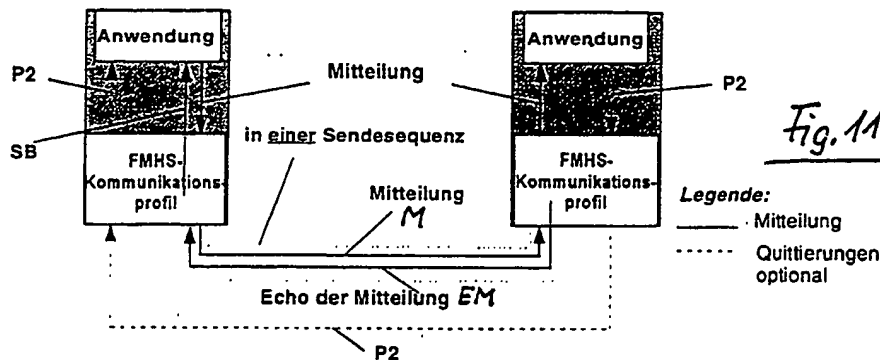 Anwendung
Anwendung
P2
Mitteilung
P2
SB
in einer Sendesequenz
FMHS-
Kommunikations-
profil
FMHS-
Kommunikations-
profil
Fig. 11
Legende:
Mitteilung
Quittierungen
optional
Mitteilung
M
Echo der Mitteilung EM
P2